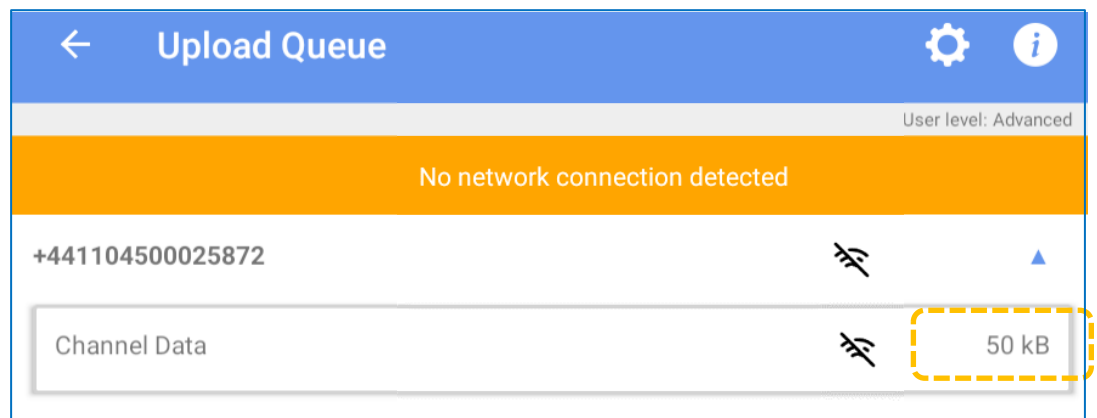 Upload Queue
User level: Advanced
No network connection detected
+441104500025872
Channel Data 50 kB